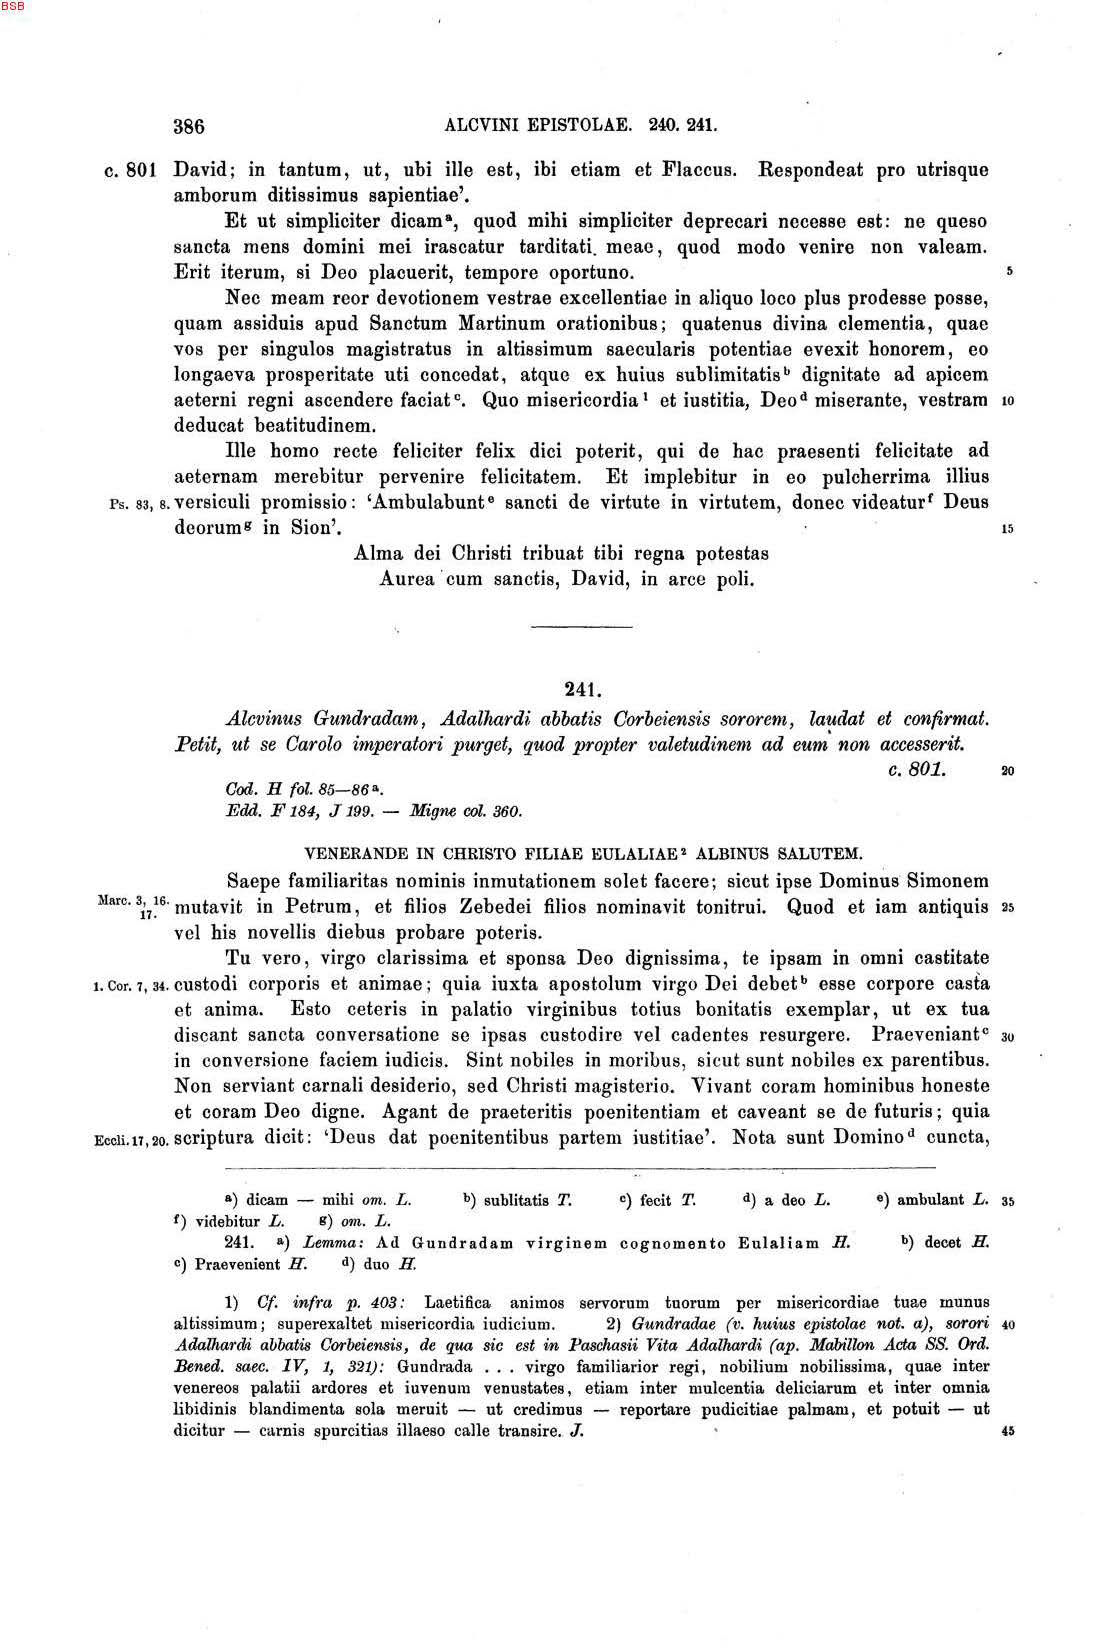 BSB
386 ALCVINI EPISTOLAE. 240. 241.
c. 801 David; in tantum, ut, ubi ille est, ibi etiam et Flaccus. Respondeat pro utrisque
amborum ditissimus sapientiae’.
Et ut simpliciter dicamᵃ, quod mihi simpliciter deprecari necesse est: ne queso
sancta mens domini mei irascatur tarditati meae, quod modo venire non valeam.
Erit iterum, si Deo placuerit, tempore oportuno. 5
Nec meam reor devotionem vestrae excellentiae in aliquo loco plus prodesse posse,
quam assiduis apud Sanctum Martinum orationibus; quatenus divina clementia, quae
vos per singulos magistratus in altissimum saecularis potentiae evexit honorem, eo
longaeva prosperitate uti concedat, atque ex huius sublimitatisᵇ dignitate ad apicem
aeterni regni ascendere faciatᶜ. Quo misericordia¹ et iustitia, Deoᵈ miserante, vestram 10
deducat beatitudinem.
Ille homo recte feliciter felix dici poterit, qui de hac praesenti felicitate ad
aeternam merebitur pervenire felicitatem. Et implebitur in eo pulcherrima illius
Ps. 83, 8. versiculi promissio: ‘Ambulabuntᵉ sancti de virtute in virtutem, donec videaturᶠ Deus
deorumᵍ in Sion’. 15
Alma dei Christi tribuat tibi regna potestas
Aurea cum sanctis, David, in arce poli.
241.
Alcvinus Gundradam, Adalhardi abbatis Corbeiensis sororem, laudat et confirmat.
Petit, ut se Carolo imperatori purget, quod propter valetudinem ad eum non accesserit.
c. 801. 20
Cod. H fol. 85—86ᵃ.
Edd. F 184, J 199. — Migne col. 360.
VENERANDE IN CHRISTO FILIAE EULALIAE² ALBINUS SALUTEM.
Saepe familiaritas nominis inmutationem solet facere; sicut ipse Dominus Simonem
Marc. 3, 16. 17. mutavit in Petrum, et filios Zebedei filios nominavit tonitrui. Quod et iam antiquis 25
vel his novellis diebus probare poteris.
Tu vero, virgo clarissima et sponsa Deo dignissima, te ipsam in omni castitate
1. Cor. 7, 34. custodi corporis et animae; quia iuxta apostolum virgo Dei debetᵇ esse corpore casta
et anima. Esto ceteris in palatio virginibus totius bonitatis exemplar, ut ex tua
discant sancta conversatione se ipsas custodire vel cadentes resurgere. Praeveniantᶜ 30
in conversione faciem iudicis. Sint nobiles in moribus, sicut sunt nobiles ex parentibus.
Non serviant carnali desiderio, sed Christi magisterio. Vivant coram hominibus honeste
et coram Deo digne. Agant de praeteritis poenitentiam et caveant se de futuris; quia
Eccli. 17, 20. scriptura dicit: ‘Deus dat poenitentibus partem iustitiae’. Nota sunt Dominoᵈ cuncta,
a) dicam — mihi om. L. b) sublitatis T. c) fecit T. d) a deo L. e) ambulant L. 35
f) videbitur L. g) om. L.
241. a) Lemma: Ad Gundradam virginem cognomento Eulaliam H. b) decet H.
c) Praevenient H. d) duo H.
1) Cf. infra p. 403: Laetifica animos servorum tuorum per misericordiae tuae munus
altissimum; superexaltet misericordia iudicium. 2) Gundradae (v. huius epistolae not. a), sorori 40
Adalhardi abbatis Corbeiensis, de qua sic est in Paschasii Vita Adalhardi (ap. Mabillon Acta SS. Ord.
Bened. saec. IV, 1, 321): Gundrada . . . virgo familiarior regi, nobilium nobilissima, quae inter
venereos palatii ardores et iuvenum venustates, etiam inter mulcentia deliciarum et inter omnia
libidinis blandimenta sola meruit — ut credimus — reportare pudicitiae palmam, et potuit — ut
dicitur — carnis spurcitias illaeso calle transire. J. 45